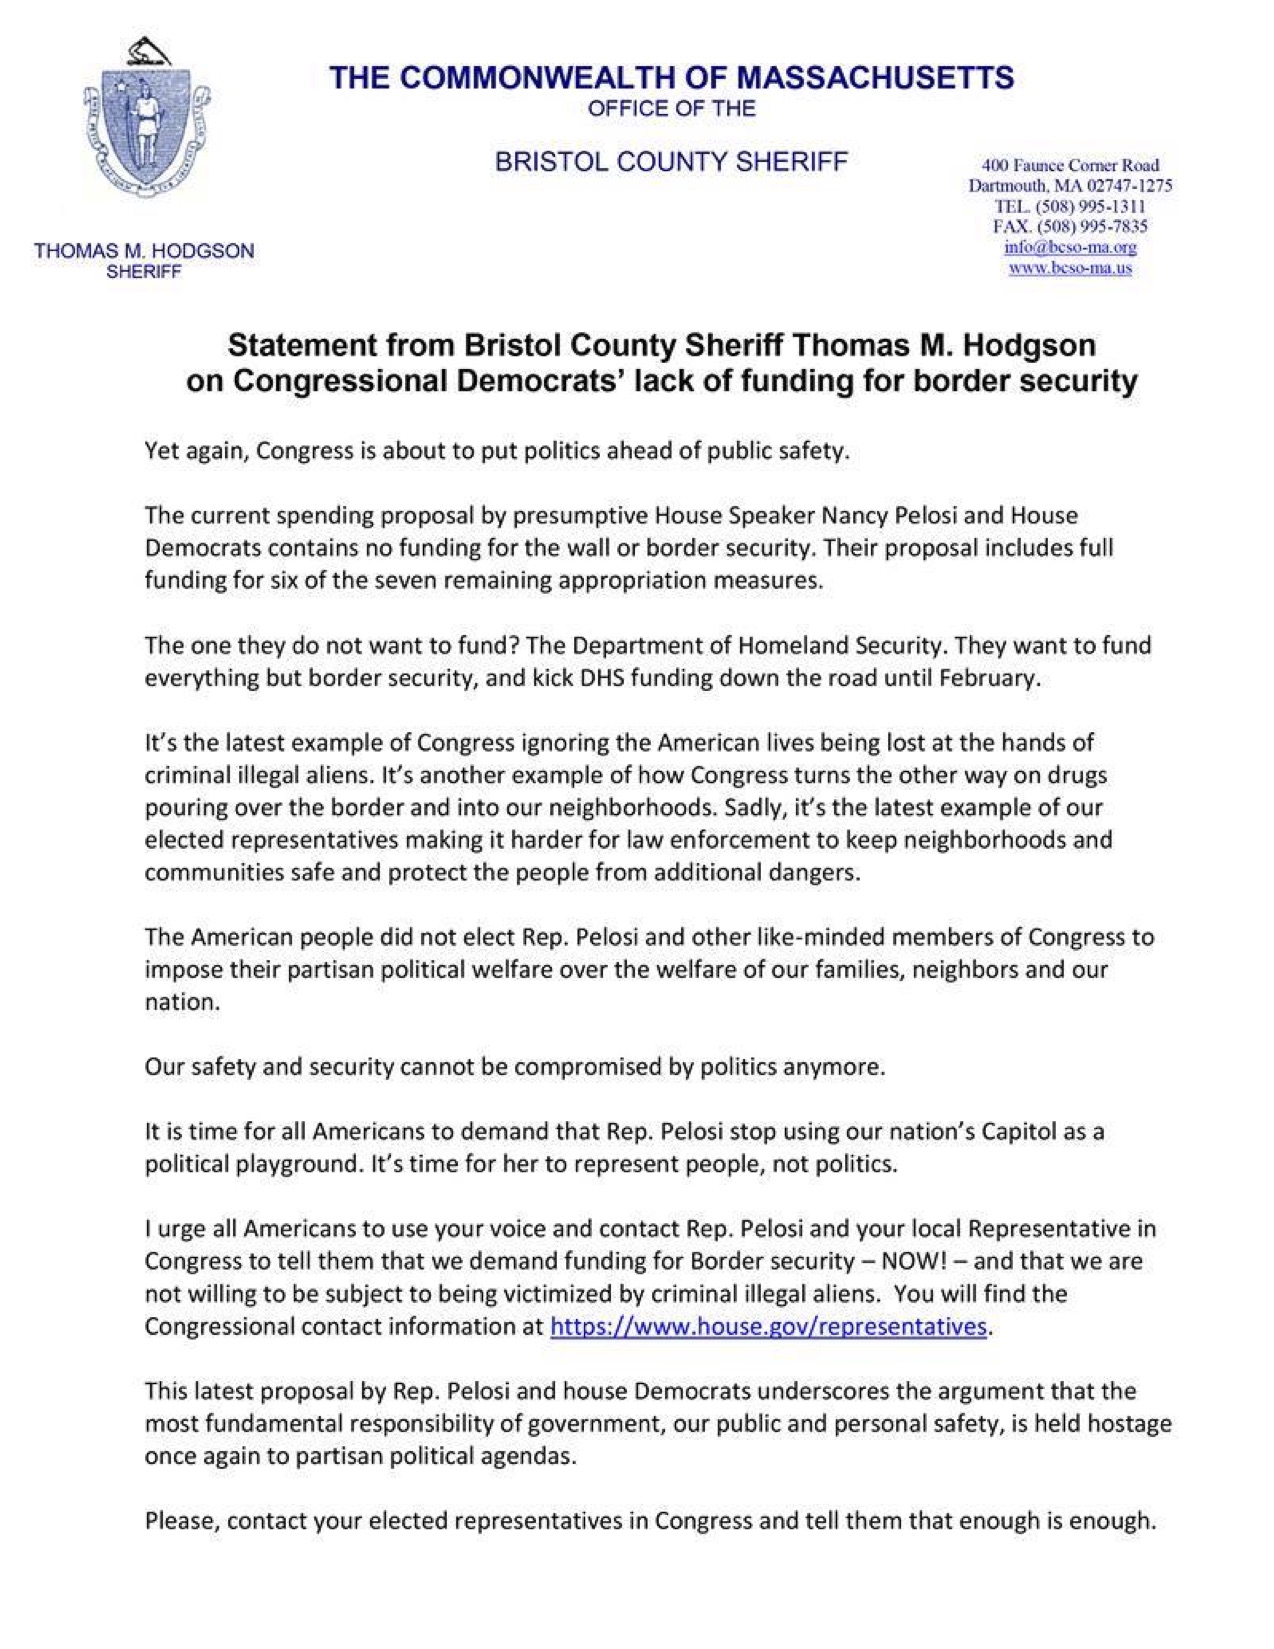 THE COMMONWEALTH OF MASSACHUSETTS
OFFICE OF THE
BRISTOL COUNTY SHERIFF
400 Faunce Corner Road
Dartmouth, MA 02747-1275
TEL. (508) 995-1311
FAX. (508) 995-7835
info@bcso-ma.org
www.bcso-ma.us
THOMAS M. HODGSON
SHERIFF
Statement from Bristol County Sheriff Thomas M. Hodgson
on Congressional Democrats’ lack of funding for border security
Yet again, Congress is about to put politics ahead of public safety.
The current spending proposal by presumptive House Speaker Nancy Pelosi and House
Democrats contains no funding for the wall or border security. Their proposal includes full
funding for six of the seven remaining appropriation measures.
The one they do not want to fund? The Department of Homeland Security. They want to fund
everything but border security, and kick DHS funding down the road until February.
It’s the latest example of Congress ignoring the American lives being lost at the hands of
criminal illegal aliens. It’s another example of how Congress turns the other way on drugs
pouring over the border and into our neighborhoods. Sadly, it’s the latest example of our
elected representatives making it harder for law enforcement to keep neighborhoods and
communities safe and protect the people from additional dangers.
The American people did not elect Rep. Pelosi and other like-minded members of Congress to
impose their partisan political welfare over the welfare of our families, neighbors and our
nation.
Our safety and security cannot be compromised by politics anymore.
It is time for all Americans to demand that Rep. Pelosi stop using our nation’s Capitol as a
political playground. It’s time for her to represent people, not politics.
I urge all Americans to use your voice and contact Rep. Pelosi and your local Representative in
Congress to tell them that we demand funding for Border security – NOW! – and that we are
not willing to be subject to being victimized by criminal illegal aliens.  You will find the
Congressional contact information at https://www.house.gov/representatives.
This latest proposal by Rep. Pelosi and house Democrats underscores the argument that the
most fundamental responsibility of government, our public and personal safety, is held hostage
once again to partisan political agendas.
Please, contact your elected representatives in Congress and tell them that enough is enough.